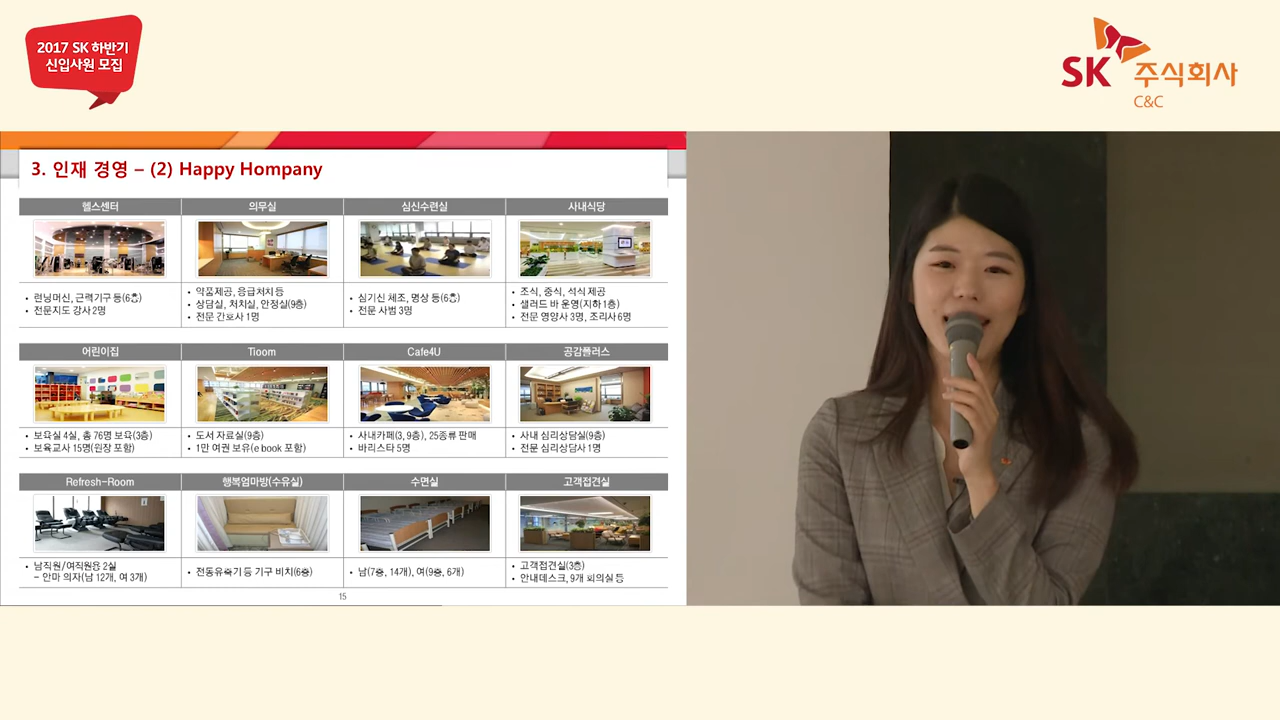 2017 SK 하반기
신입사원 모집
SK 주식회사
C&C
3. 인재 경영 – (2) Happy Hompany
헬스센터
의무실
심신수련실
사내식당
• 런닝머신, 근력기구 등(6층)
• 전문지도 강사 2명
• 약품제공, 응급처치 등
• 상담실, 처치실, 안정실(9층)
• 전문 간호사 1명
• 심기신 체조, 명상 등(6층)
• 전문 사범 3명
• 조식, 중식, 석식 제공
• 샐러드 바 운영(지하 1층)
• 전문 영양사 3명, 조리사 6명
어린이집
Tioom
Cafe4U
공감플러스
• 보육실 4실, 총 76명 보육(3층)
• 보육교사 15명(원장 포함)
• 도서 자료실(9층)
• 1만 여권 보유(e book 포함)
• 사내카페(3, 9층), 25종류 판매
• 바리스타 5명
• 사내 심리상담실(9층)
• 전문 심리상담사 1명
Refresh-Room
행복엄마방(수유실)
수면실
고객접견실
• 남직원/여직원용 2실
– 안마 의자(남 12개, 여 3개)
• 전동유축기 등 기구 비치(6층)
• 남(7층, 14개), 여(9층, 6개)
• 고객접견실(3층)
• 안내데스크, 9개 회의실 등
15